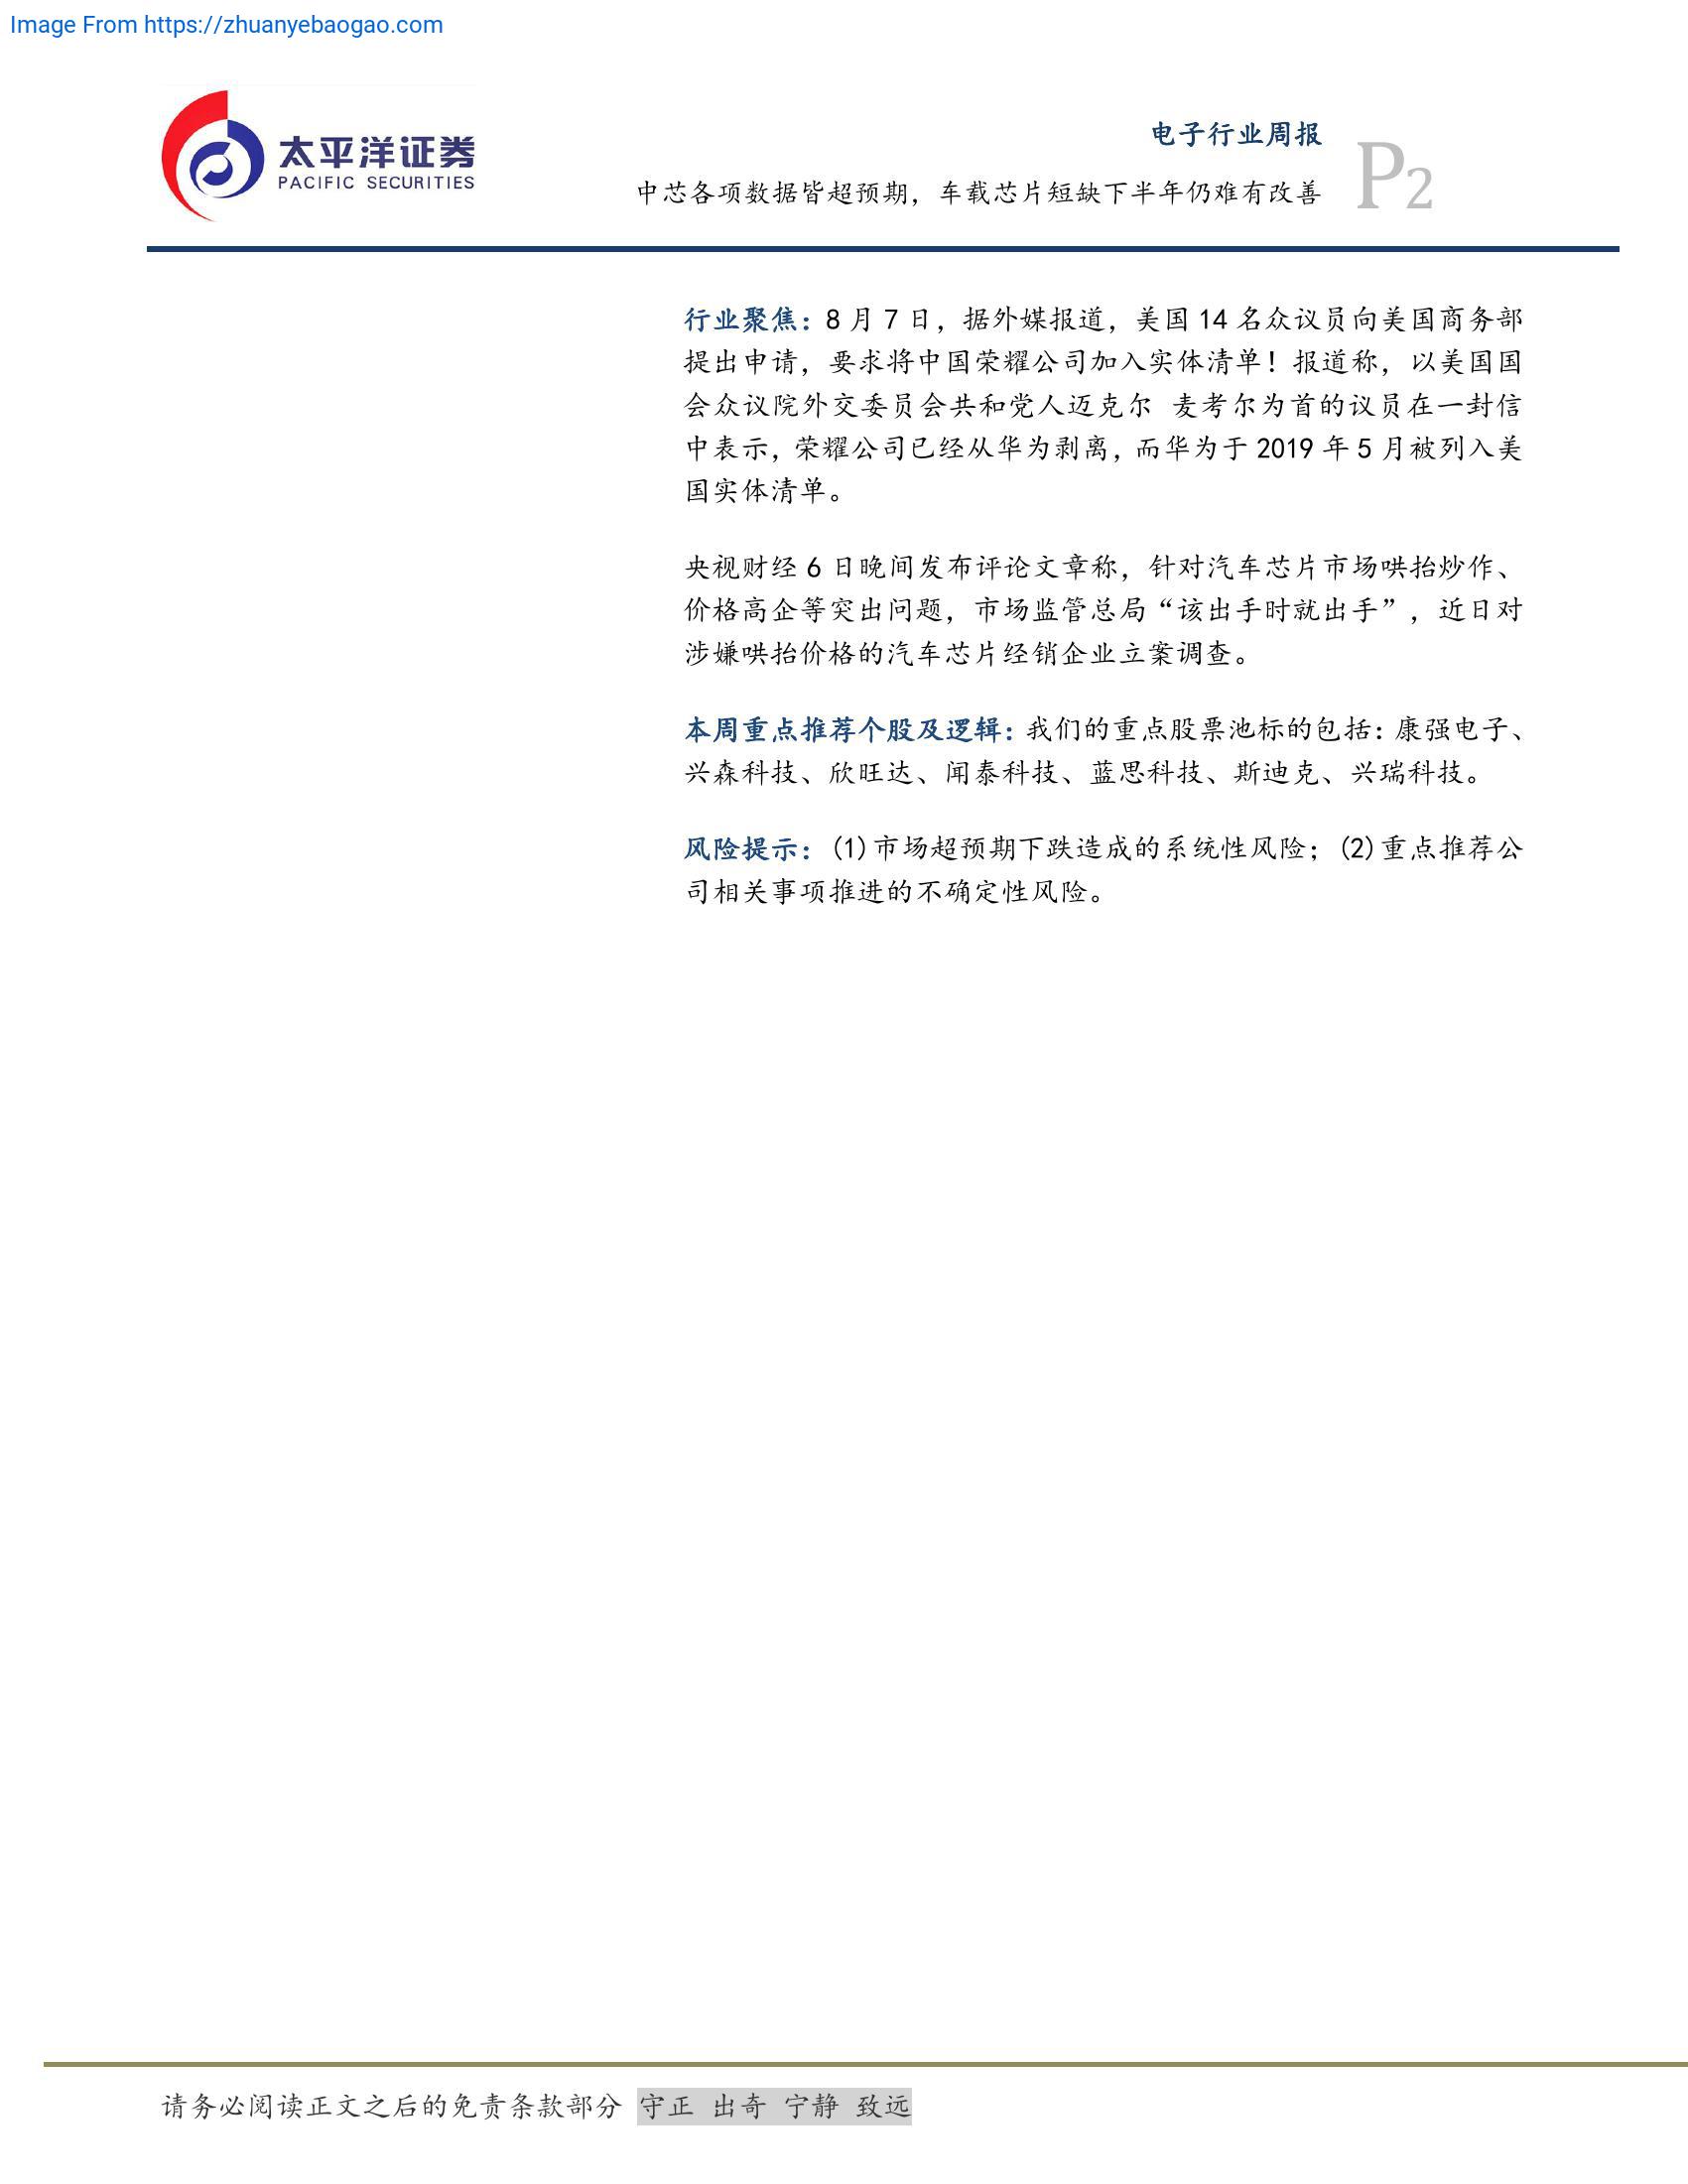 Image From https://zhuanyebaogao.com
太平洋证券
PACIFIC SECURITIES
电子行业周报
中芯各项数据皆超预期，车载芯片短缺下半年仍难有改善
P2
行业聚焦：8 月 7 日，据外媒报道，美国 14 名众议员向美国商务部
提出申请，要求将中国荣耀公司加入实体清单！报道称，以美国国
会众议院外交委员会共和党人迈克尔 麦考尔为首的议员在一封信
中表示，荣耀公司已经从华为剥离，而华为于 2019 年 5 月被列入美
国实体清单。
央视财经 6 日晚间发布评论文章称，针对汽车芯片市场哄抬炒作、
价格高企等突出问题，市场监管总局“该出手时就出手”，近日对
涉嫌哄抬价格的汽车芯片经销企业立案调查。
本周重点推荐个股及逻辑：我们的重点股票池标的包括：康强电子、
兴森科技、欣旺达、闻泰科技、蓝思科技、斯迪克、兴瑞科技。
风险提示：(1)市场超预期下跌造成的系统性风险；(2)重点推荐公
司相关事项推进的不确定性风险。
请务必阅读正文之后的免责条款部分 守正 出奇 宁静 致远